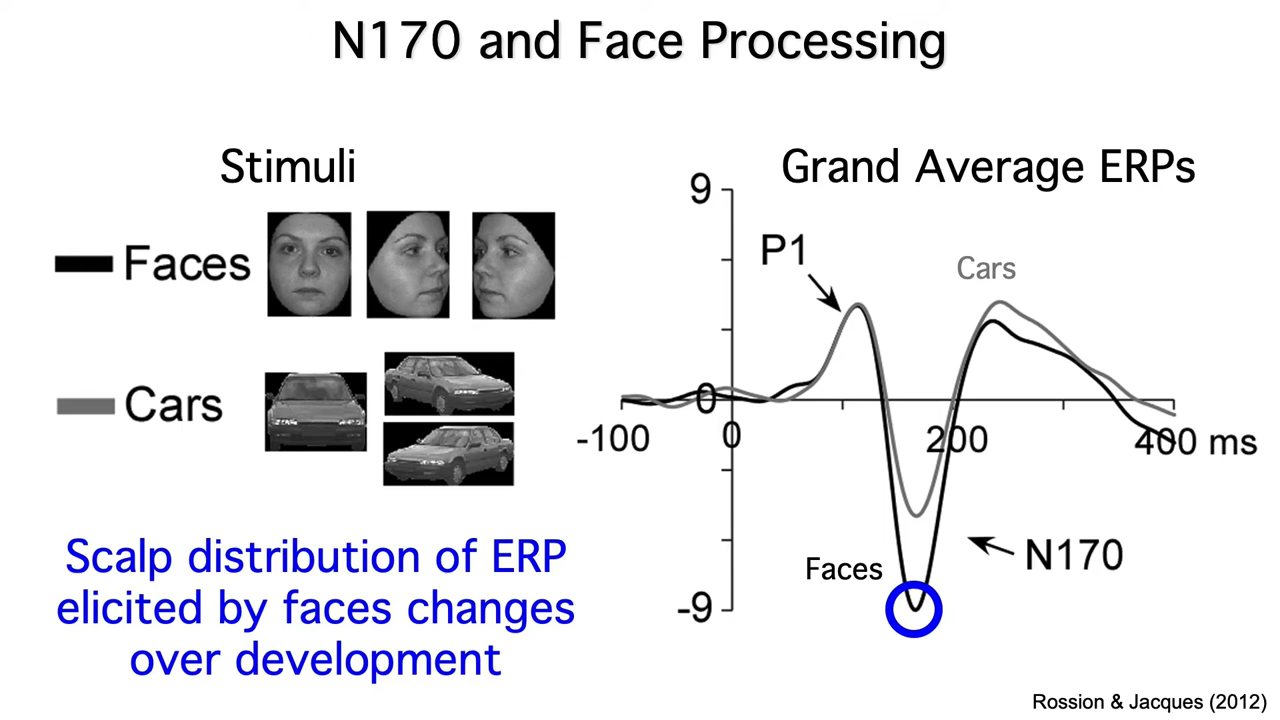 N170 and Face Processing
Stimuli
Faces
Cars
Scalp distribution of ERP
elicited by faces changes
over development
Grand Average ERPs
9
P1
Cars
0
-100
0
200
400 ms
Faces
N170
-9
Rossion & Jacques (2012)